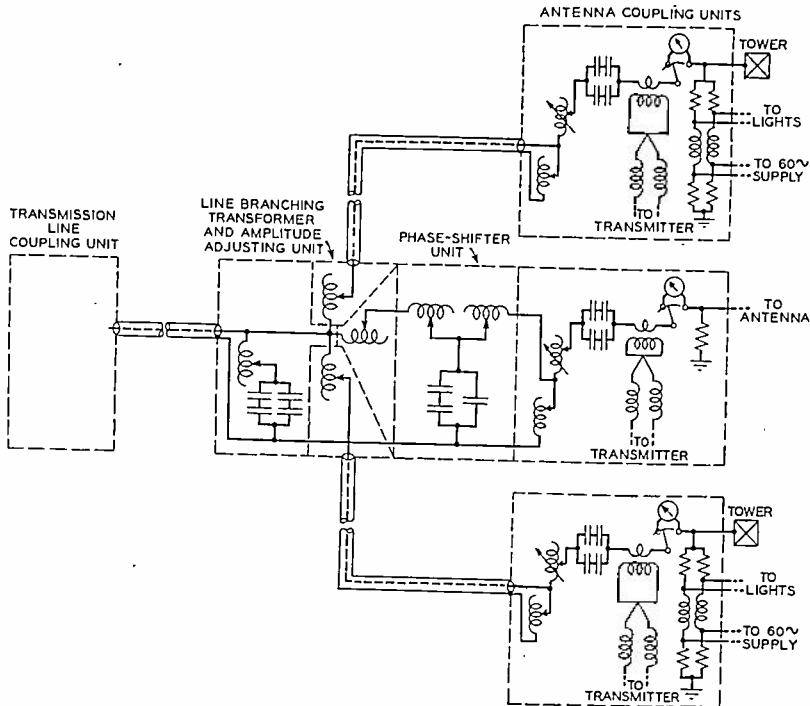 ANTENNA COUPLING UNITS
TOWER
TO
LIGHTS
TO 60~
SUPPLY
TO
TRANSMITTER
TRANSMISSION
LINE
COUPLING UNIT
LINE BRANCHING
TRANSFORMER
AND AMPLITUDE
ADJUSTING UNIT
PHASE-SHIFTER
UNIT
TO
ANTENNA
TO
TRANSMITTER
TOWER
TO
LIGHTS
TO 60~
SUPPLY
TO
TRANSMITTER